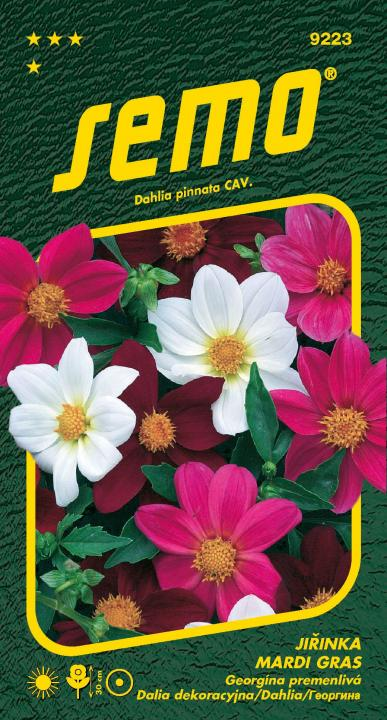 9223
semo®
Dahlia pinnata CAV.
JIŘINKA
MARDI GRAS
Georgína premenlivá
Dalia dekoracyjna/Dahlia/Георгина
30 cm